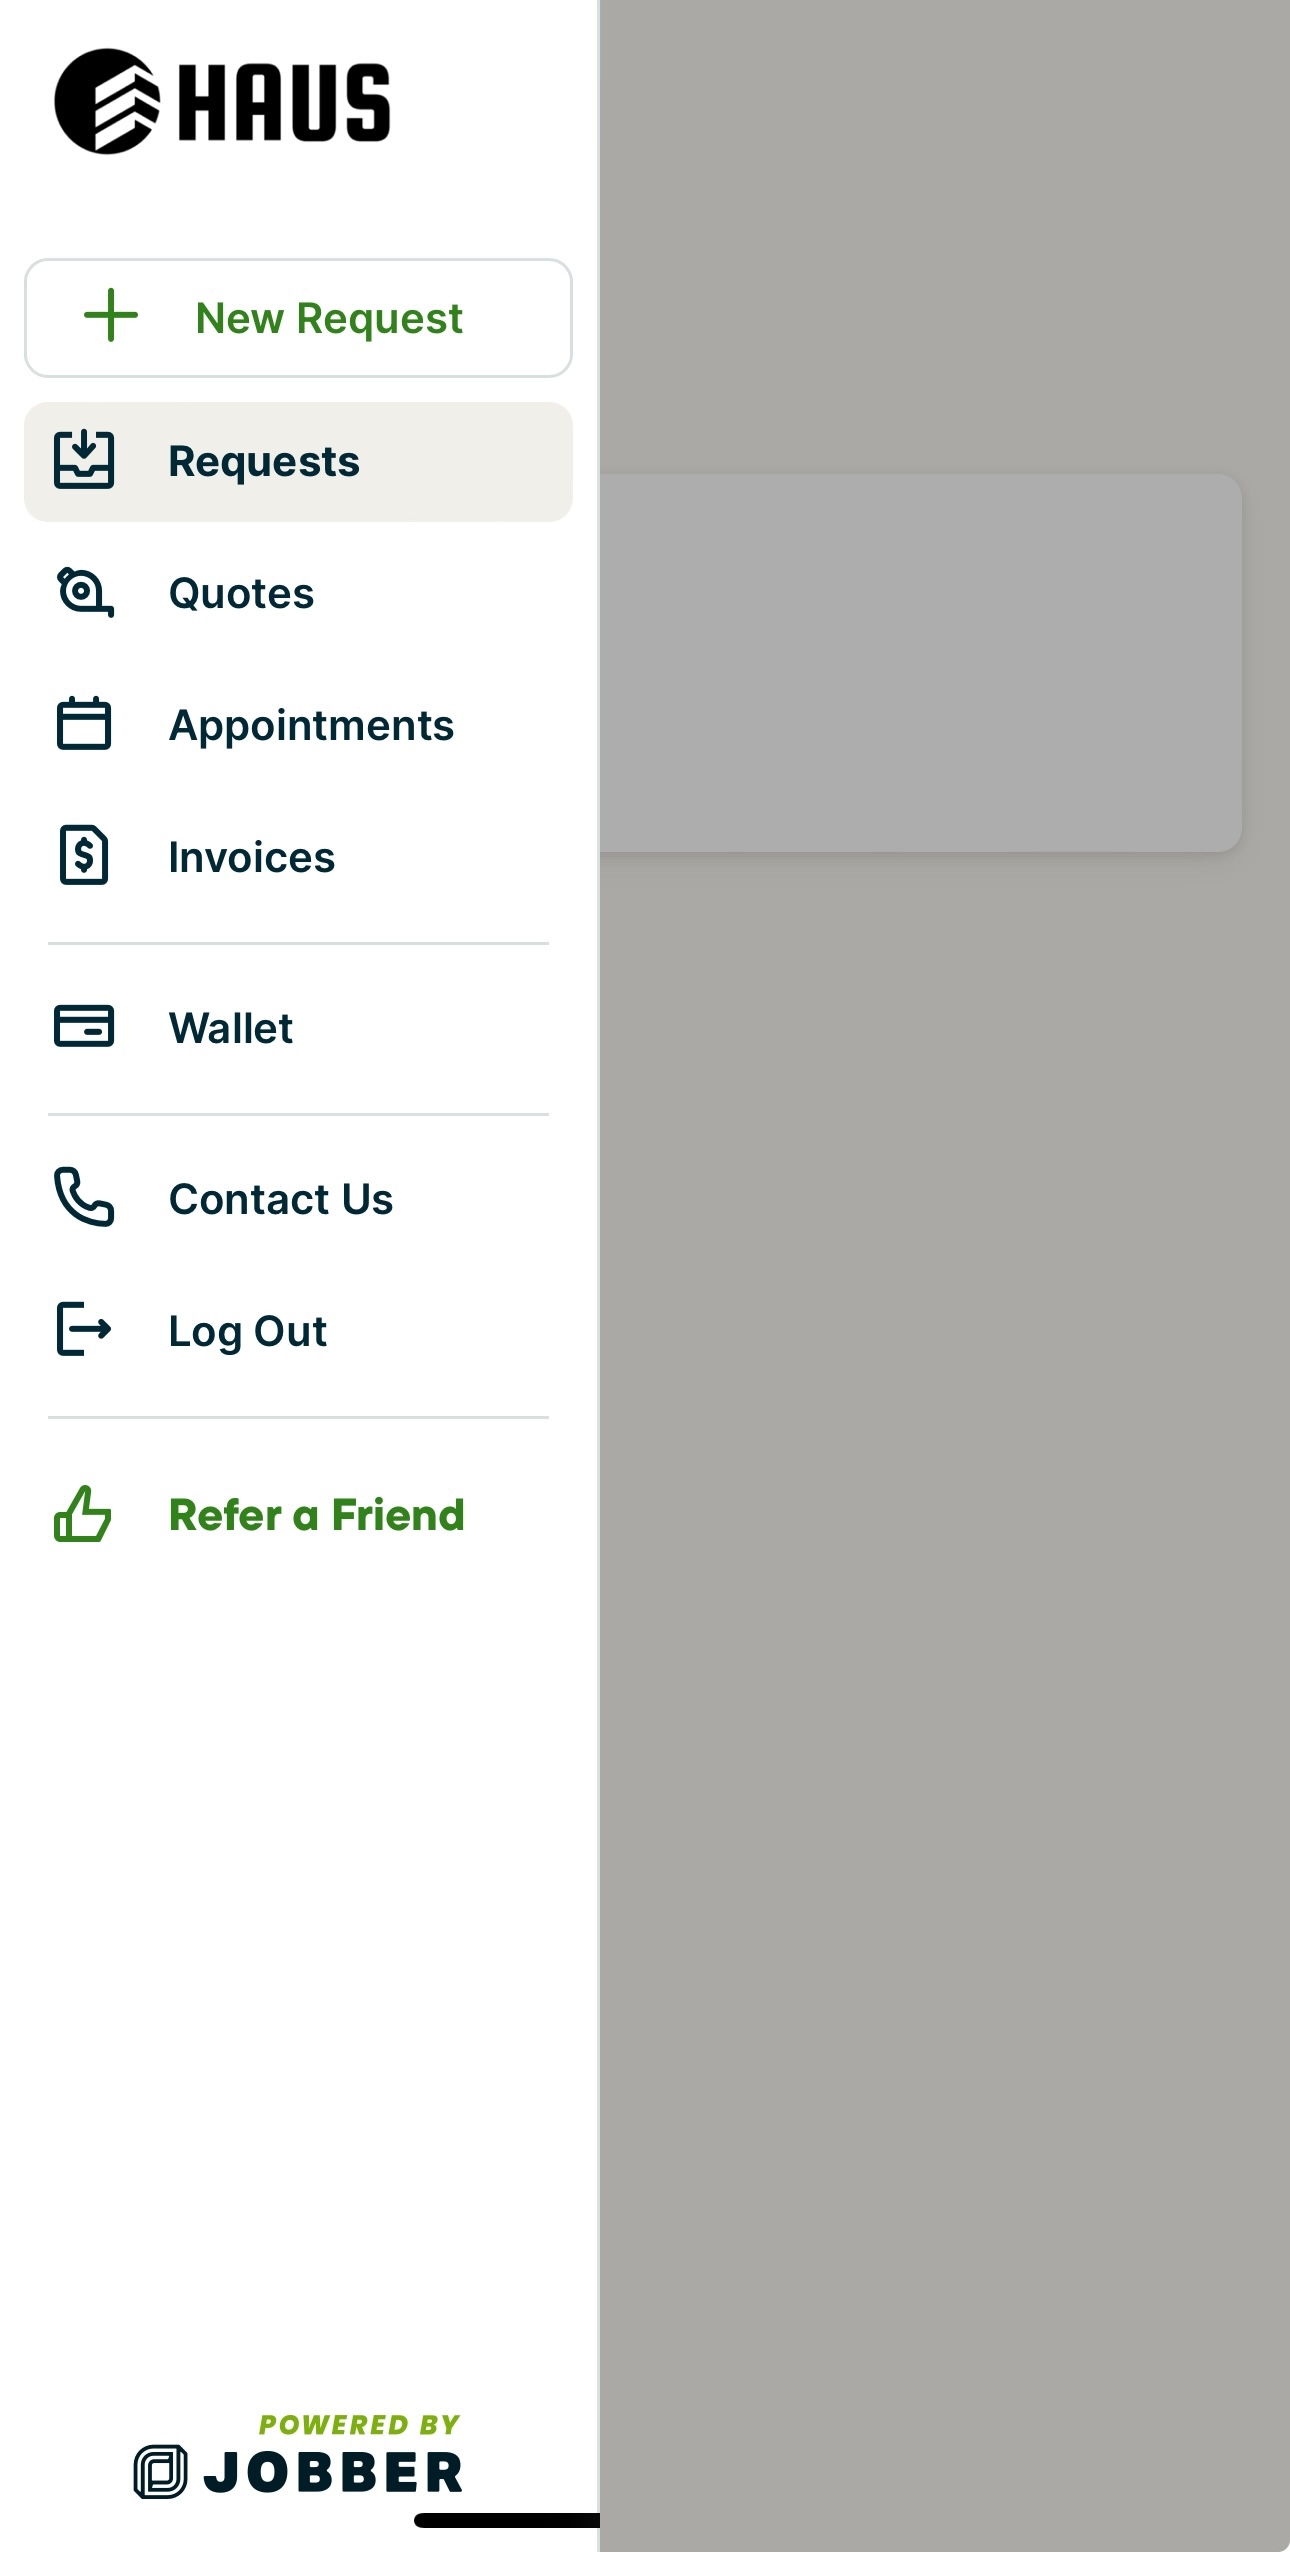 HAUS
New Request
Requests
Quotes
Appointments
Invoices
Wallet
Contact Us
Log Out
Refer a Friend
POWERED BY
JOBBER